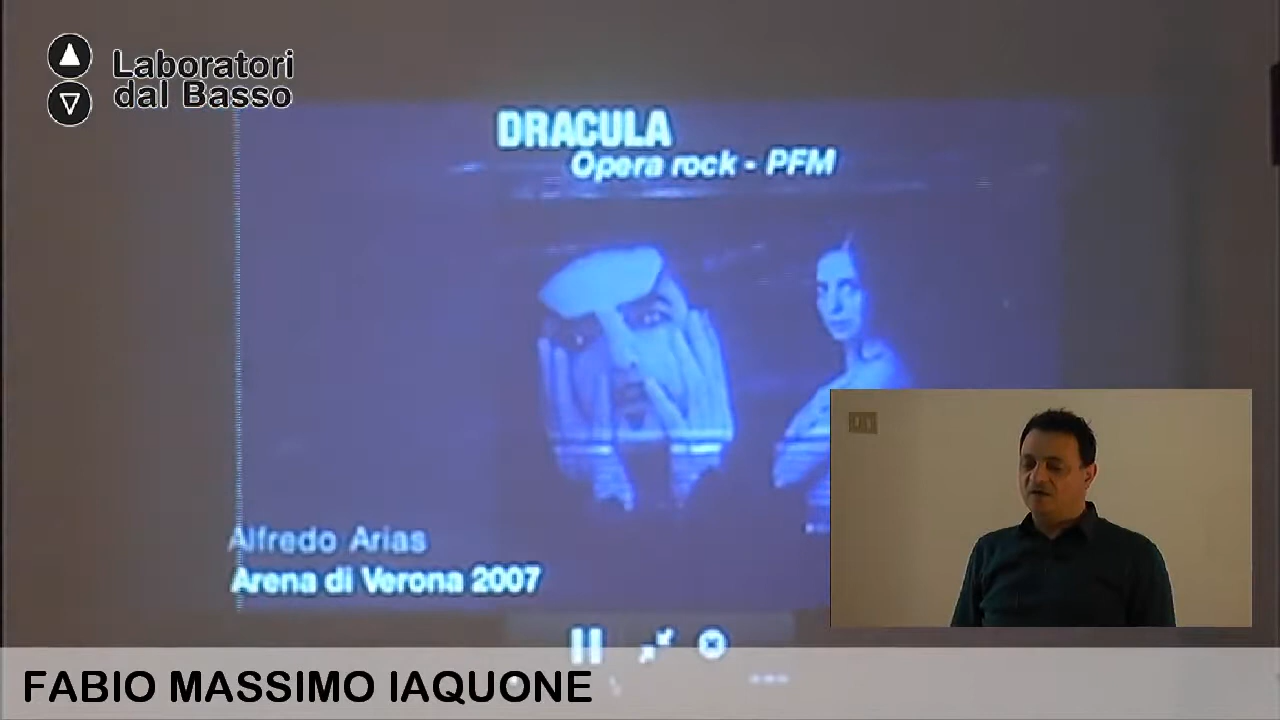 Laboratori
dal Basso
DRACULA
Opera rock - PFM
Alfredo Arias
Arena di Verona 2007
FABIO MASSIMO IAQUONE